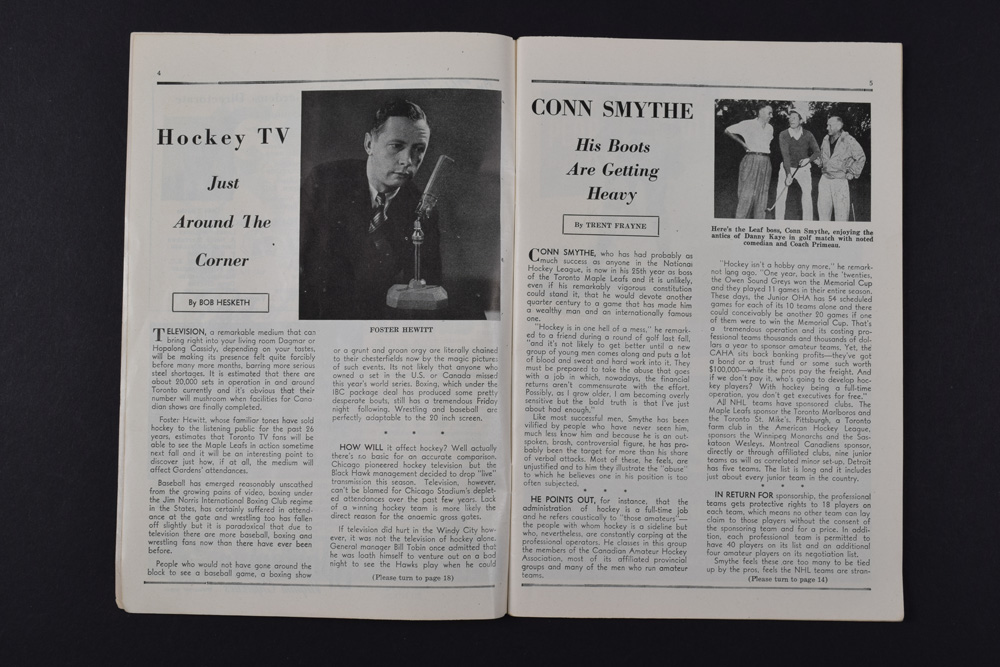 4
Hockey TV
Just
Around The
Corner
By BOB HESKETH
FOSTER HEWITT
TELEVISION, a remarkable medium that can
bring right into your living room Dagmar or
Hopalong Cassidy, depending on your tastes,
will be making its presence felt quite forcibly
before many more months, barring more serious
steel shortages. It is estimated that there are
about 20,000 sets in operation in and around
Toronto currently and it's obvious that their
number will mushroom when facilities for Cana-
dian shows are finally completed.
Foster Hewitt, whose familiar tones have sold
hockey to the listening public for the past 26
years, estimates that Toronto TV fans will be
able to see the Maple Leafs in action sometime
next fall and it will be an interesting point to
discover just how, if at all, the medium will
affect Gardens' attendances.
Baseball has emerged reasonably unscathed
from the growing pains of video, boxing under
the Jim Norris International Boxing Club regime
in the States, has certainly suffered in attend-
ance at the gate and wrestling too has fallen
off slightly but it is paradoxical that due to
television there are more baseball, boxing and
wrestling fans now than there have ever been
before.
People who would not have gone around the
block to see a baseball game, a boxing show
or a grunt and groan orgy are literally chained
to their chesterfields now by the magic pictures
of such events. Its not likely that anyone who
owned a set in the U.S. or Canada missed
this year's world series. Boxing, which under the
IBC package deal has produced some pretty
desperate bouts, still has a tremendous Friday
night following. Wrestling and baseball are
perfectly adaptable to the 20 inch screen.
* * *
HOW WILL it affect hockey? Well actually
there's no basis for an accurate comparison.
Chicago pioneered hockey television but the
Black Hawk management decided to drop "live"
transmission this season. Television, however,
can't be blamed for Chicago Stadium's deplet-
ed attendances over the past few years. Lack
of a winning hockey team is more likely the
direct reason for the anaemic gross gates.
If television did hurt in the Windy City how-
ever, it was not the television of hockey alone.
General manager Bill Tobin once admitted that
he was loath himself to venture out on a bad
night to see the Hawks play when he could
(Please turn to page 18)
5
CONN SMYTHE
His Boots
Are Getting
Heavy
By TRENT FRAYNE
Here's the Leaf boss, Conn Smythe, enjoying the
antics of Danny Kaye in golf match with noted
comedian and Coach Primeau.
CONN SMYTHE, who has had probably as
much success as anyone in the National
Hockey League, is now in his 25th year as boss
of the Toronto Maple Leafs and it is unlikely,
even if his remarkably vigorous constitution
could stand it, that he would devote another
quarter century to a game that has made him
a wealthy man and an internationally famous
one.
"Hockey is in one hell of a mess," he remark-
ed to a friend during a round of golf last fall,
"and it's not likely to get better until a new
group of young men comes along and puts a lot
of blood and sweat and hard work into it. They
must be prepared to take the abuse that goes
with a job in which, nowadays, the financial
returns aren't commensurate with the effort.
Possibly, as I grow older, I am becoming overly
sensitive but the bald truth is that I've just
about had enough."
Like most successful men, Smythe has been
vilified by people who have never seen him,
much less know him and because he is an out-
spoken, brash, controversial figure, he has pro-
bably been the target for more than his share
of verbal attacks. Most of these, he feels, are
unjustified and to him they illustrate the "abuse"
to which he believes one in his position is too
often subjected.
* * *
HE POINTS OUT, for instance, that the
administration of hockey is a full-time job
and he refers caustically to "those amateurs"—
the people with whom hockey is a sideline but
who, nevertheless, are constantly carping at the
professional operators. He classes in this group
the members of the Canadian Amateur Hockey
Association, most of its affiliated provincial
groups and many of the men who run amateur
teams.
"Hockey isn't a hobby any more," he remark-
ed not long ago. "One year, back in the 'twenties,
the Owen Sound Greys won the Memorial Cup
and they played 11 games in their entire season.
These days, the Junior OHA has 54 scheduled
games for each of its 10 teams alone and there
could conceivably be another 20 games if one
of them were to win the Memorial Cup. That's
a tremendous operation and its costing pro-
fessional teams thousands and thousands of dol-
lars a year to sponsor amateur teams. Yet, the
CAHA sits back banking profits—they've got
a bond or a trust fund or some such worth
$100,000—while the pros pay the freight. And
if we don't pay it, who's going to develop hoc-
key players? With hockey being a full-time
operation, you don't get executives for free."
All NHL teams have sponsored clubs. The
Maple Leafs sponsor the Toronto Marlboros and
the Toronto St. Mike's, Pittsburgh, a Toronto
farm club in the American Hockey League,
sponsors the Winnipeg Monarchs and the Sas-
katoon Wesleys. Montreal Canadiens sponsor,
directly or through affiliated clubs, nine junior
teams as well as correlated minor set-up. Detroit
has five teams. The list is long and it includes
just about every junior team in the country.
* * *
IN RETURN FOR sponsorship, the professional
teams get protective rights to 18 players on
each team, which means no other team can lay
claim to those players without the consent of
the sponsoring team and for a price. In addi-
tion, each professional team is permitted to
have 40 players on its list and an additional
four amateur players on its negotiation list.
Smythe feels these are too many to be tied
up by the pros, feels the NHL teams are stran-
(Please turn to page 14)